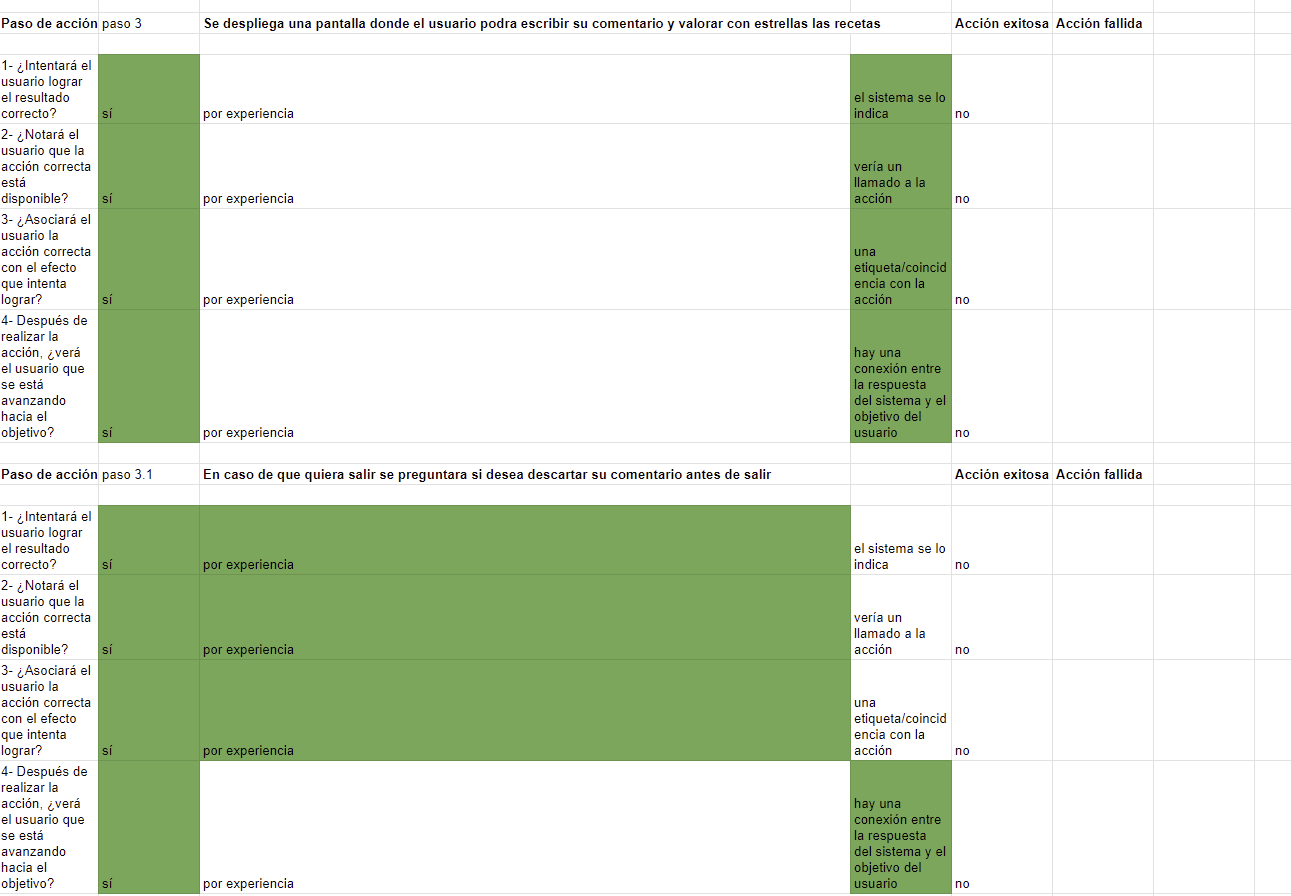 Paso de acción paso 3 Se despliega una pantalla donde el usuario podra escribir su comentario y valorar con estrellas las recetas Acción exitosa Acción fallida
1- ¿Intentará el
usuario lograr
el resultado
correcto?
sí
por experiencia
el sistema se lo
indica
no
2- ¿Notará el
usuario que la
acción correcta
está
disponible?
sí
por experiencia
vería un
llamado a la
acción
no
3- ¿Asociará el
usuario la
acción correcta
con el efecto
que intenta
lograr?
sí
por experiencia
una
etiqueta/coincid
encia con la
acción
no
4- Después de
realizar la
acción, ¿verá
el usuario que
se está
avanzando
hacia el
objetivo?
sí
por experiencia
hay una
conexión entre
la respuesta
del sistema y el
objetivo del
usuario
no
Paso de acción paso 3.1 En caso de que quiera salir se preguntara si desea descartar su comentario antes de salir Acción exitosa Acción fallida
1- ¿Intentará el
usuario lograr
el resultado
correcto?
sí
por experiencia
el sistema se lo
indica
no
2- ¿Notará el
usuario que la
acción correcta
está
disponible?
sí
por experiencia
vería un
llamado a la
acción
no
3- ¿Asociará el
usuario la
acción correcta
con el efecto
que intenta
lograr?
sí
por experiencia
una
etiqueta/coincid
encia con la
acción
no
4- Después de
realizar la
acción, ¿verá
el usuario que
se está
avanzando
hacia el
objetivo?
sí
por experiencia
hay una
conexión entre
la respuesta
del sistema y el
objetivo del
usuario
no